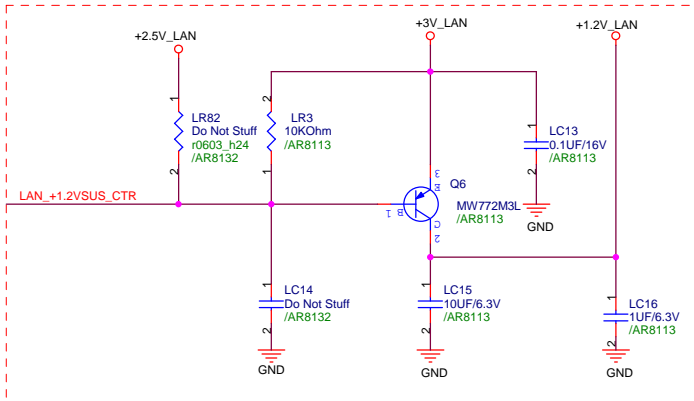 +2.5V_LAN
+3V_LAN
+1.2V_LAN
1
LR82
Do Not Stuff
r0603_h24
/AR8132
2
2
LR3
10KOhm
/AR8113
1
1
LC13
0.1UF/16V
/AR8113
2
GND
LAN_+1.2VSUS_CTR
3
E
Q6
B
1
MW772M3L
/AR8113
C
2
1
LC14
Do Not Stuff
/AR8132
2
GND
1
LC15
10UF/6.3V
/AR8113
2
GND
1
LC16
1UF/6.3V
/AR8113
2
GND